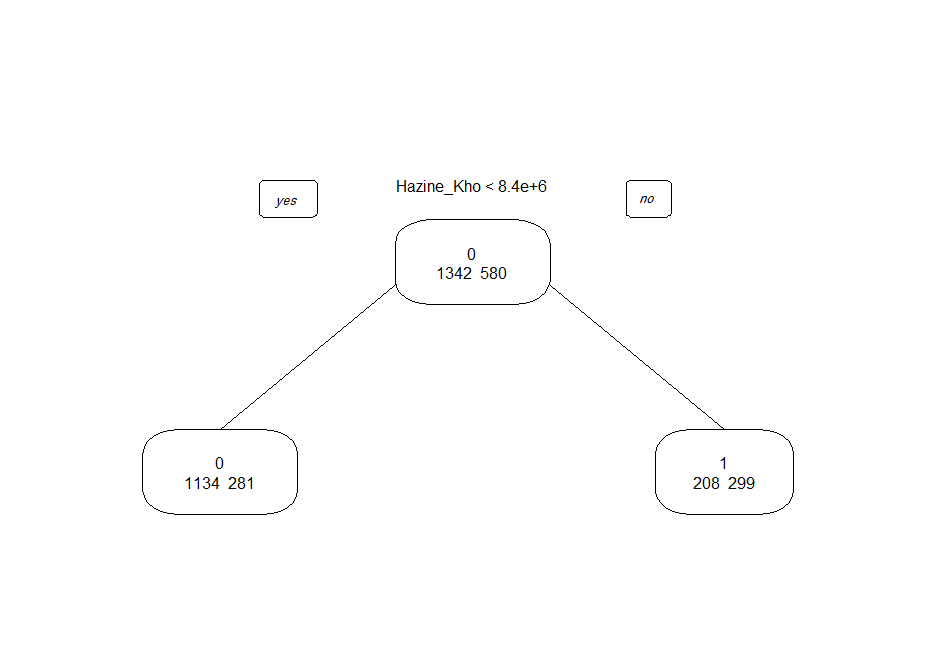 yes
Hazine_Kho < 8.4e+6
no
0
1342 580
0
1134 281
1
208 299